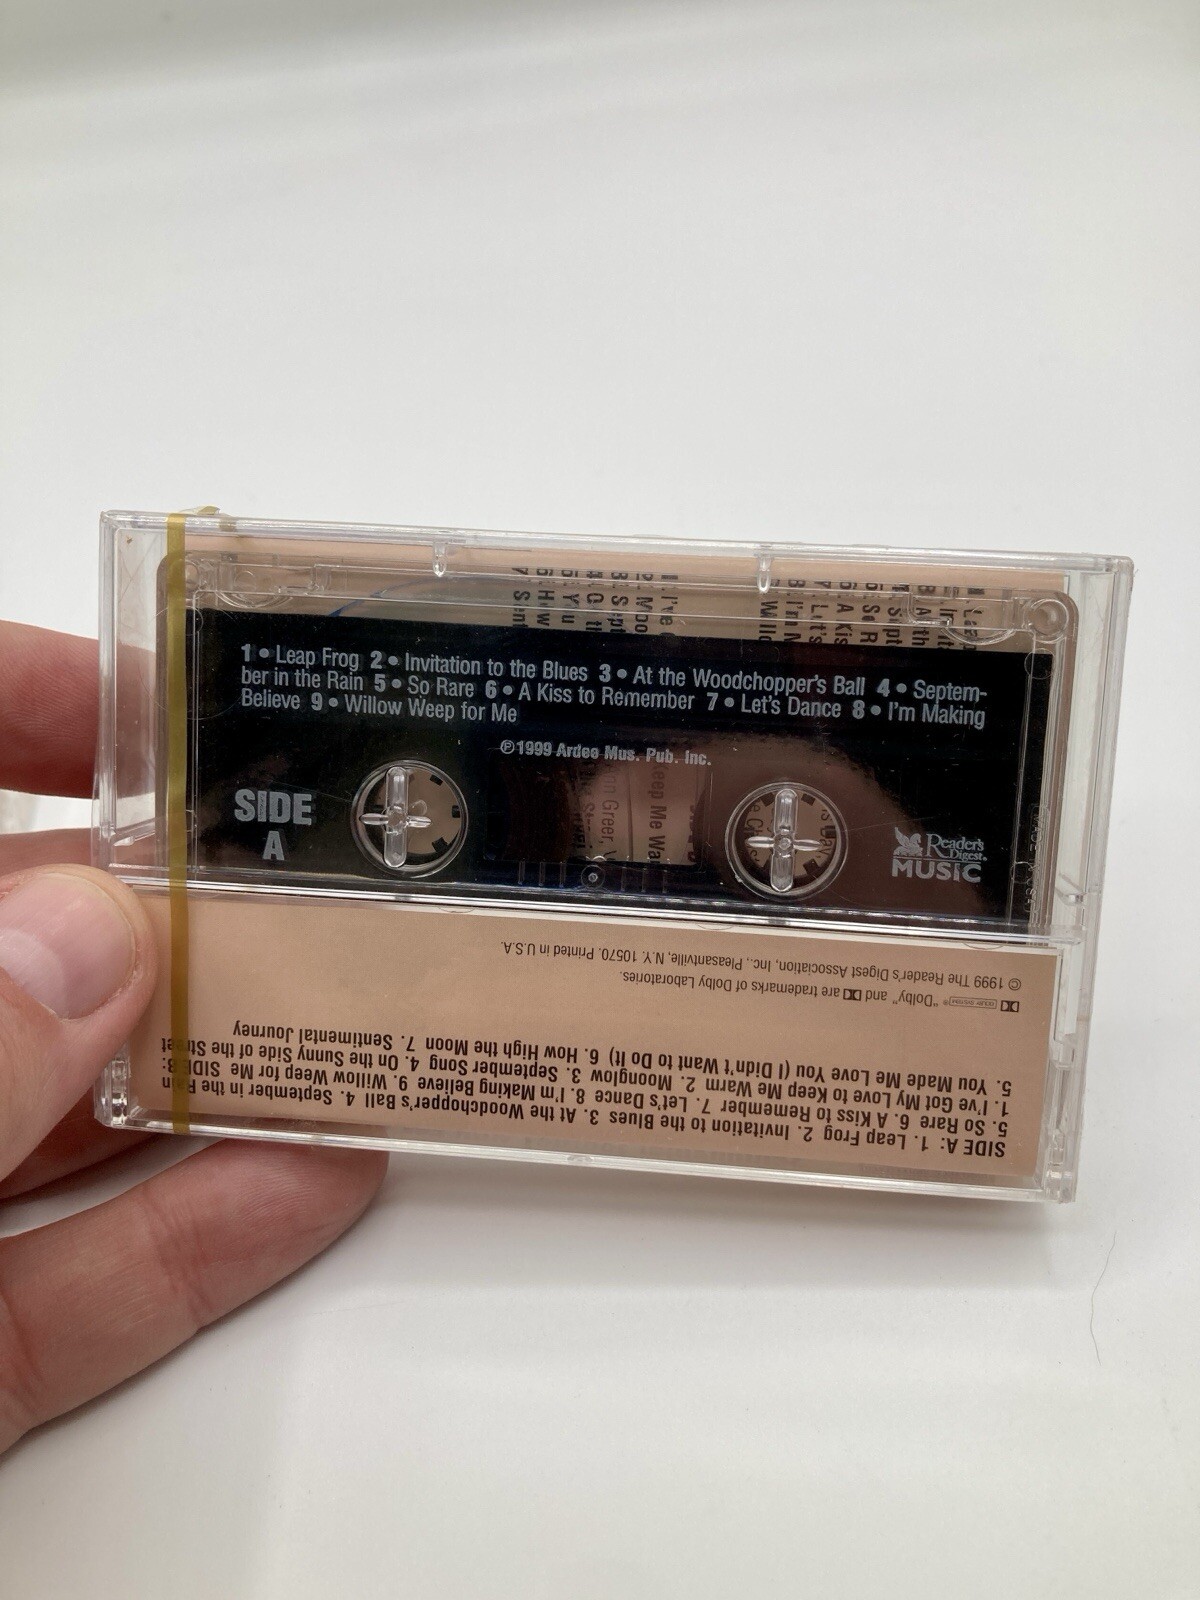 1 • Leap Frog 2 • Invitation to the Blues 3 • At the Woodchopper's Ball 4 • Septem-
ber in the Rain 5 • So Rare 6 • A Kiss to Remember 7 • Let's Dance 8 • I'm Making
Believe 9 • Willow Weep for Me
℗1999 Ardee Mus. Pub. Inc.
SIDE
A
Reader's
Digest®
MUSIC
SIDE A: 1. Leap Frog 2. Invitation to the Blues 3. At the Woodchopper's Ball 4. September in the Rain
5. So Rare 6. A Kiss to Remember 7. Let's Dance 8. I'm Making Believe 9. Willow Weep for Me SIDE B:
1. I've Got My Love to Keep Me Warm 2. Moonglow 3. September Song 4. On the Sunny Side of the Street
5. You Made Me Love You (I Didn't Want to Do It) 6. How High the Moon 7. Sentimental Journey
DOLBY SYSTEM ® "Dolby" and are trademarks of Dolby Laboratories.
© 1999 The Reader's Digest Association, Inc., Pleasantville, N.Y. 10570. Printed in U.S.A.